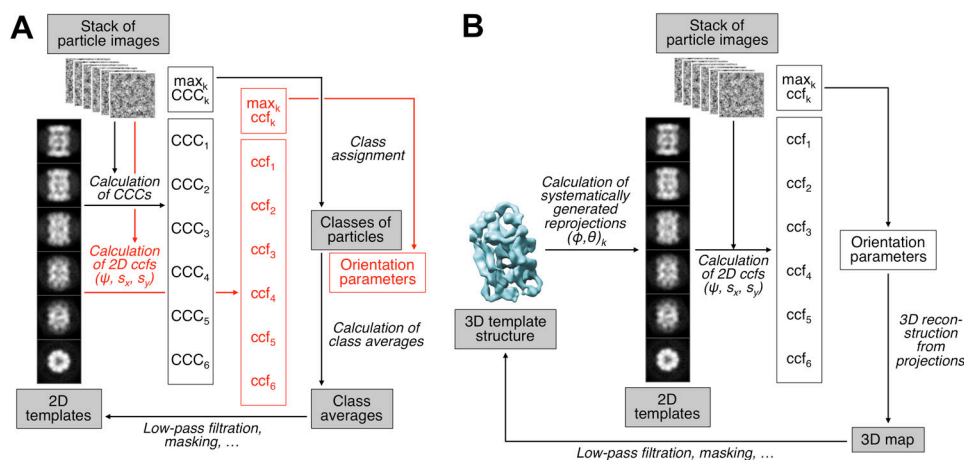 A
Stack of
particle images
max_k
CCC_k
max_k
ccf_k
CCC_1
CCC_2
CCC_3
CCC_4
CCC_5
CCC_6
ccf_1
ccf_2
ccf_3
ccf_4
ccf_5
ccf_6
Calculation
of CCCs
Calculation
of 2D ccfs
(ψ, s_x, s_y)
Class
assignment
Classes of
particles
Orientation
parameters
Calculation of
class averages
2D
templates
Class
averages
Low-pass filtration,
masking, …
B
Stack of
particle images
max_k
ccf_k
ccf_1
ccf_2
ccf_3
ccf_4
ccf_5
ccf_6
Calculation of
systematically
generated
reprojections
(ϕ,θ)_k
Calculation
of 2D ccfs
(ψ, s_x, s_y)
Orientation
parameters
3D template
structure
3D recon-
struction
from
projections
2D
templates
3D map
Low-pass filtration, masking, …